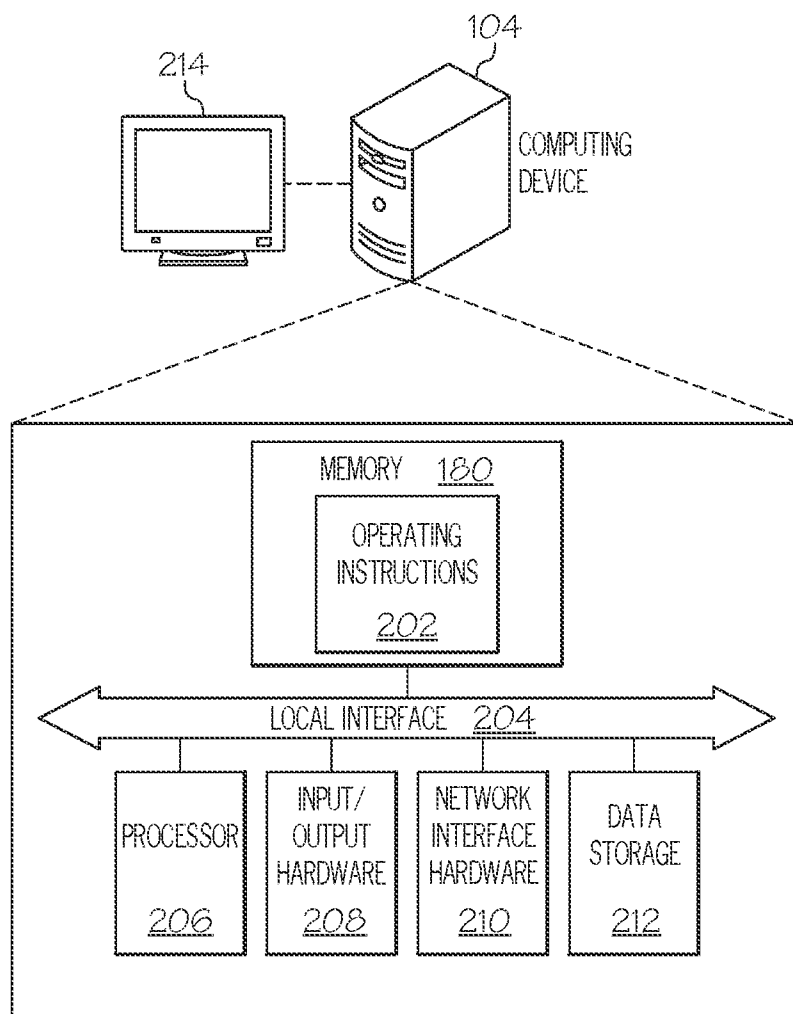 214
104
COMPUTING
DEVICE
MEMORY 180
OPERATING
INSTRUCTIONS
202
LOCAL INTERFACE 204
PROCESSOR
206
INPUT/
OUTPUT
HARDWARE
208
NETWORK
INTERFACE
HARDWARE
210
DATA
STORAGE
212